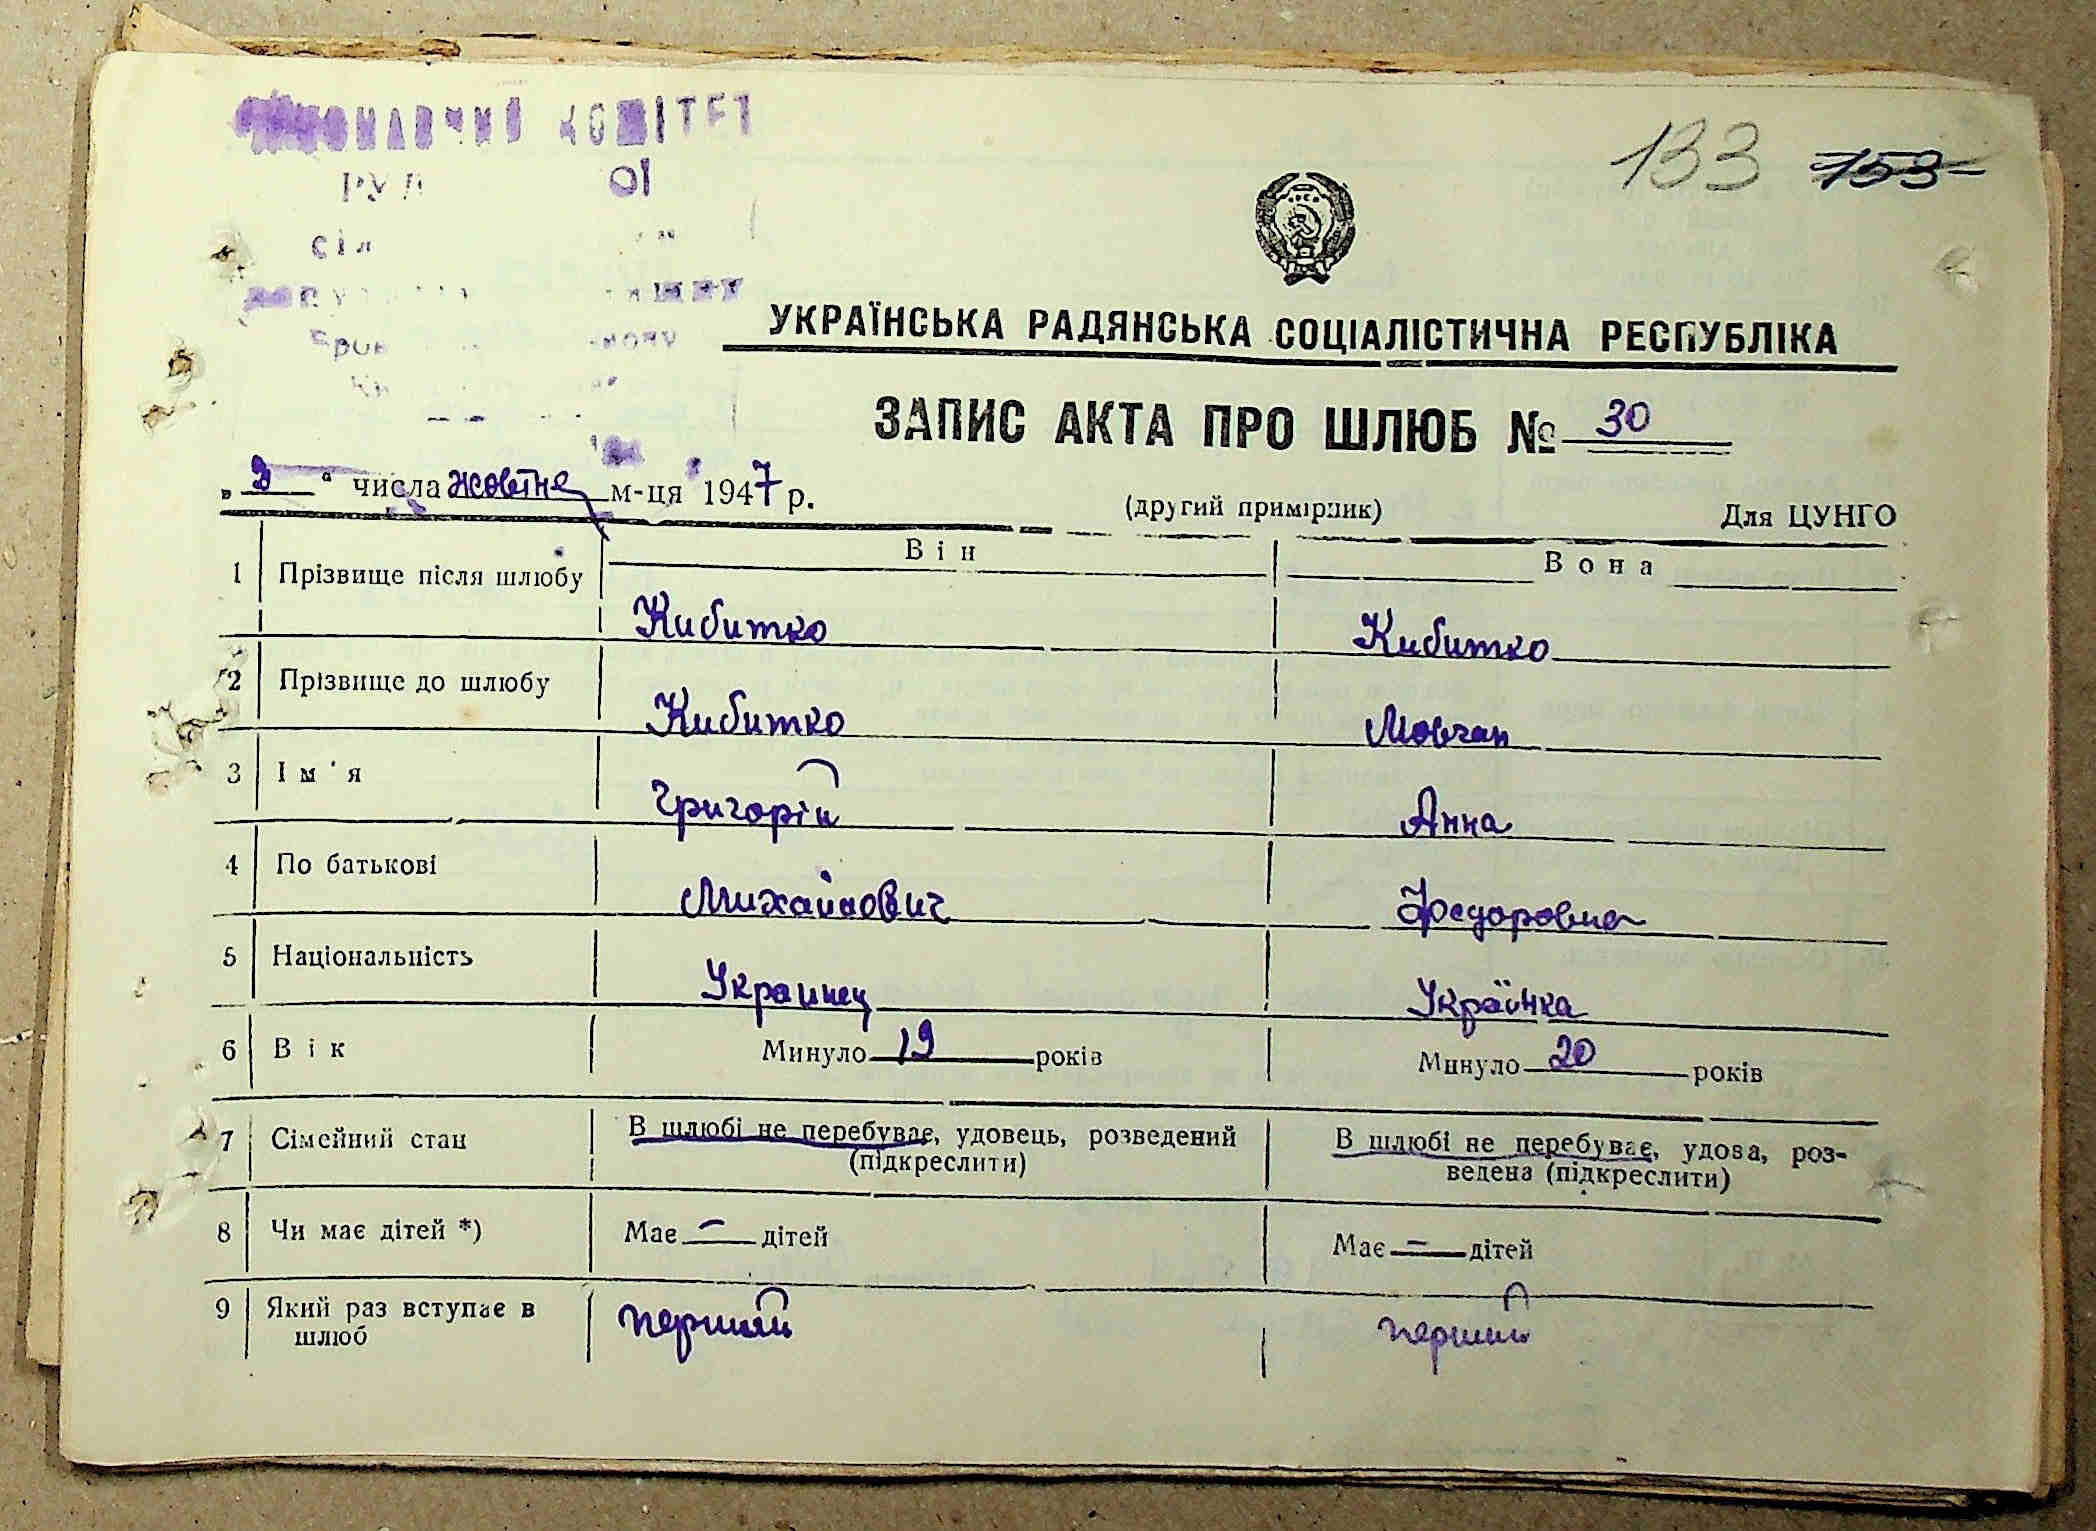 КОМІТЕТ
133 153
УКРАЇНСЬКА РАДЯНСЬКА СОЦІАЛІСТИЧНА РЕСПУБЛІКА
ЗАПИС АКТА ПРО ШЛЮБ № 30
„ “ числа жовтня м-ця 1947 р.
(другий примірник) Для ЦУНГО
Він Вона
1 Прізвище після шлюбу Кибитко Кибитко
2 Прізвище до шлюбу Кибитко Мовчан
3 Ім'я Григорій Анна
4 По батькові Михайлович Федоровна
5 Національність Украинец Українка
6 Вік Минуло 19 років Минуло 20 років
7 Сімейний стан В шлюбі не перебуває, удовець, розведений В шлюбі не перебуває, удова, роз-
(підкреслити) ведена (підкреслити)
8 Чи має дітей *) Має — дітей Має — дітей
9 Який раз вступає в перший перший
шлюб